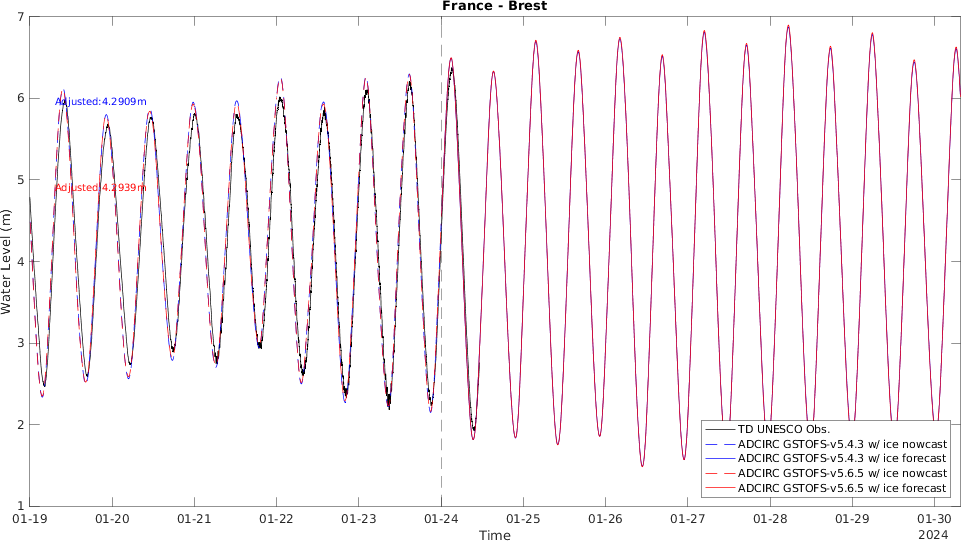 France - Brest
7
6
5
4
3
2
1
Water Level (m)
Adjusted:4.2909m
Adjusted:4.2939m
TD UNESCO Obs.
ADCIRC GSTOFS-v5.4.3 w/ ice nowcast
ADCIRC GSTOFS-v5.4.3 w/ ice forecast
ADCIRC GSTOFS-v5.6.5 w/ ice nowcast
ADCIRC GSTOFS-v5.6.5 w/ ice forecast
01-19 01-20 01-21 01-22 01-23 01-24 01-25 01-26 01-27 01-28 01-29 01-30
Time
2024